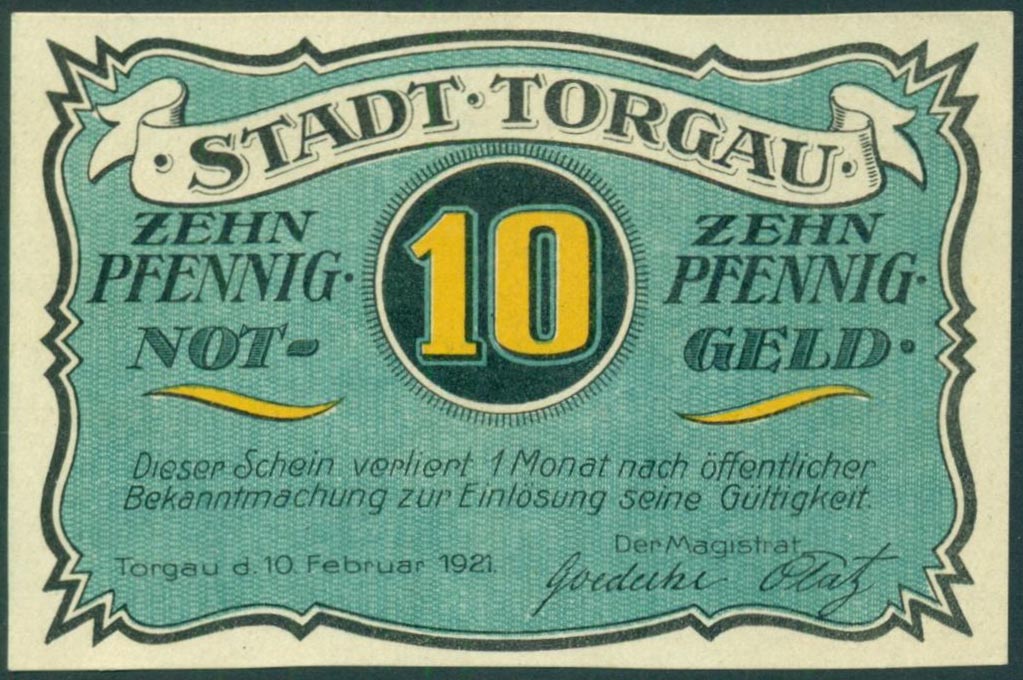 · STADT · TORGAU ·
ZEHN
PFENNIG ·
NOT-
10
ZEHN
PFENNIG ·
GELD ·
Dieser Schein verliert 1 Monat nach öffentlicher
Bekanntmachung zur Einlösung seine Gültigkeit.
Torgau d. 10. Februar 1921.
Der Magistrat